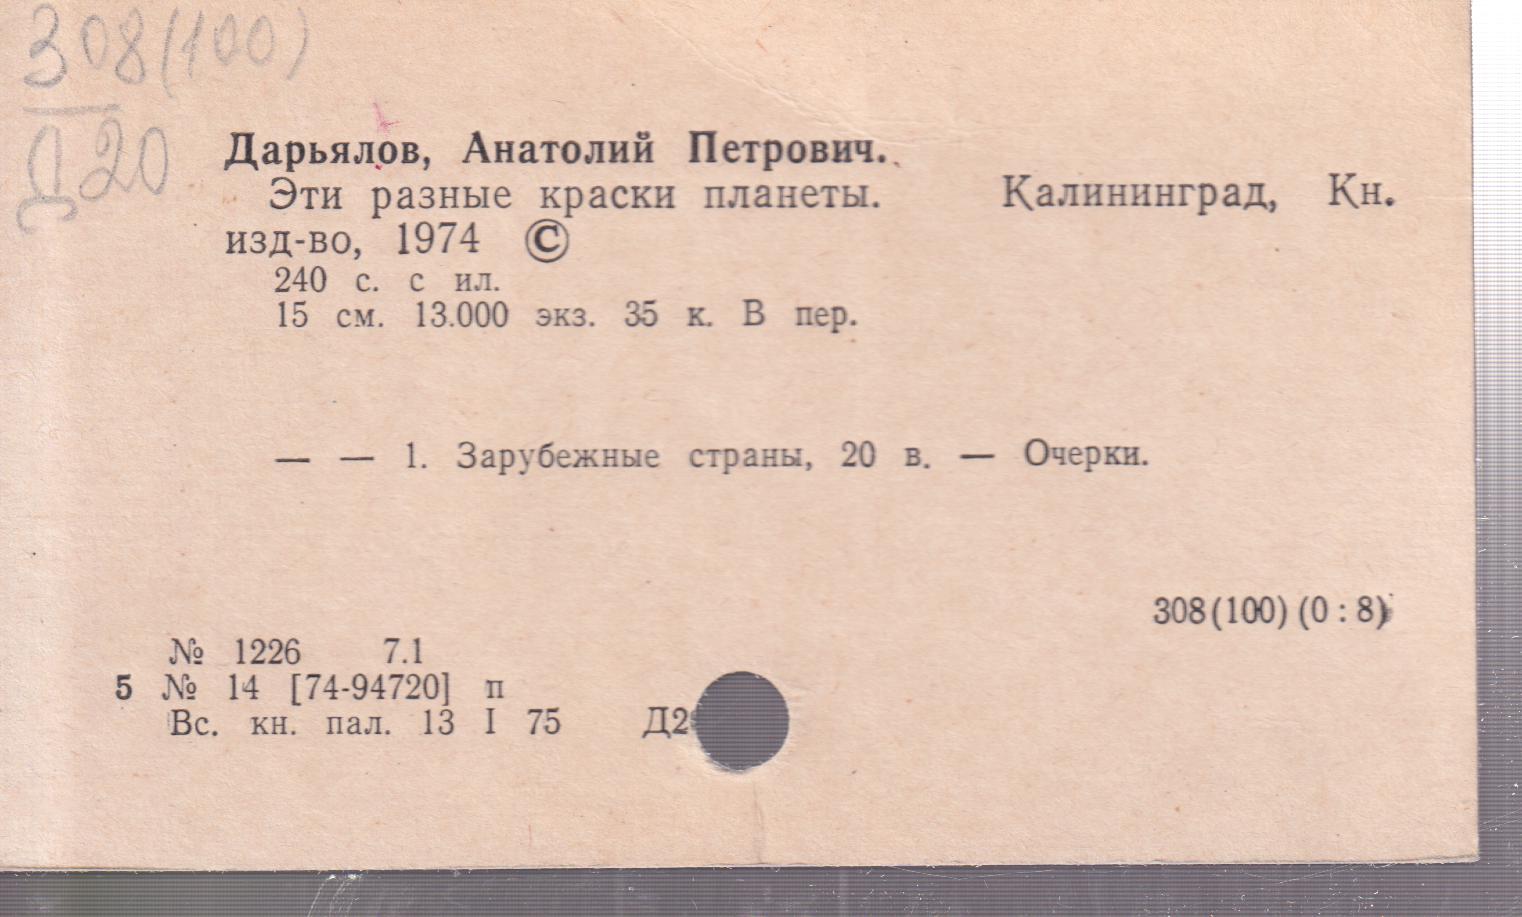 308(100)
Д20
Дарьялов, Анатолий Петрович.
Эти разные краски планеты. Калининград, Кн.
изд-во, 1974 ©
240 с. с ил.
15 см. 13.000 экз. 35 к. В пер.
— — 1. Зарубежные страны, 20 в. — Очерки.
308(100)(0 : 8)
№ 1226 7.1
5 № 14 [74-94720] п
Вс. кн. пал. 13 I 75 Д2